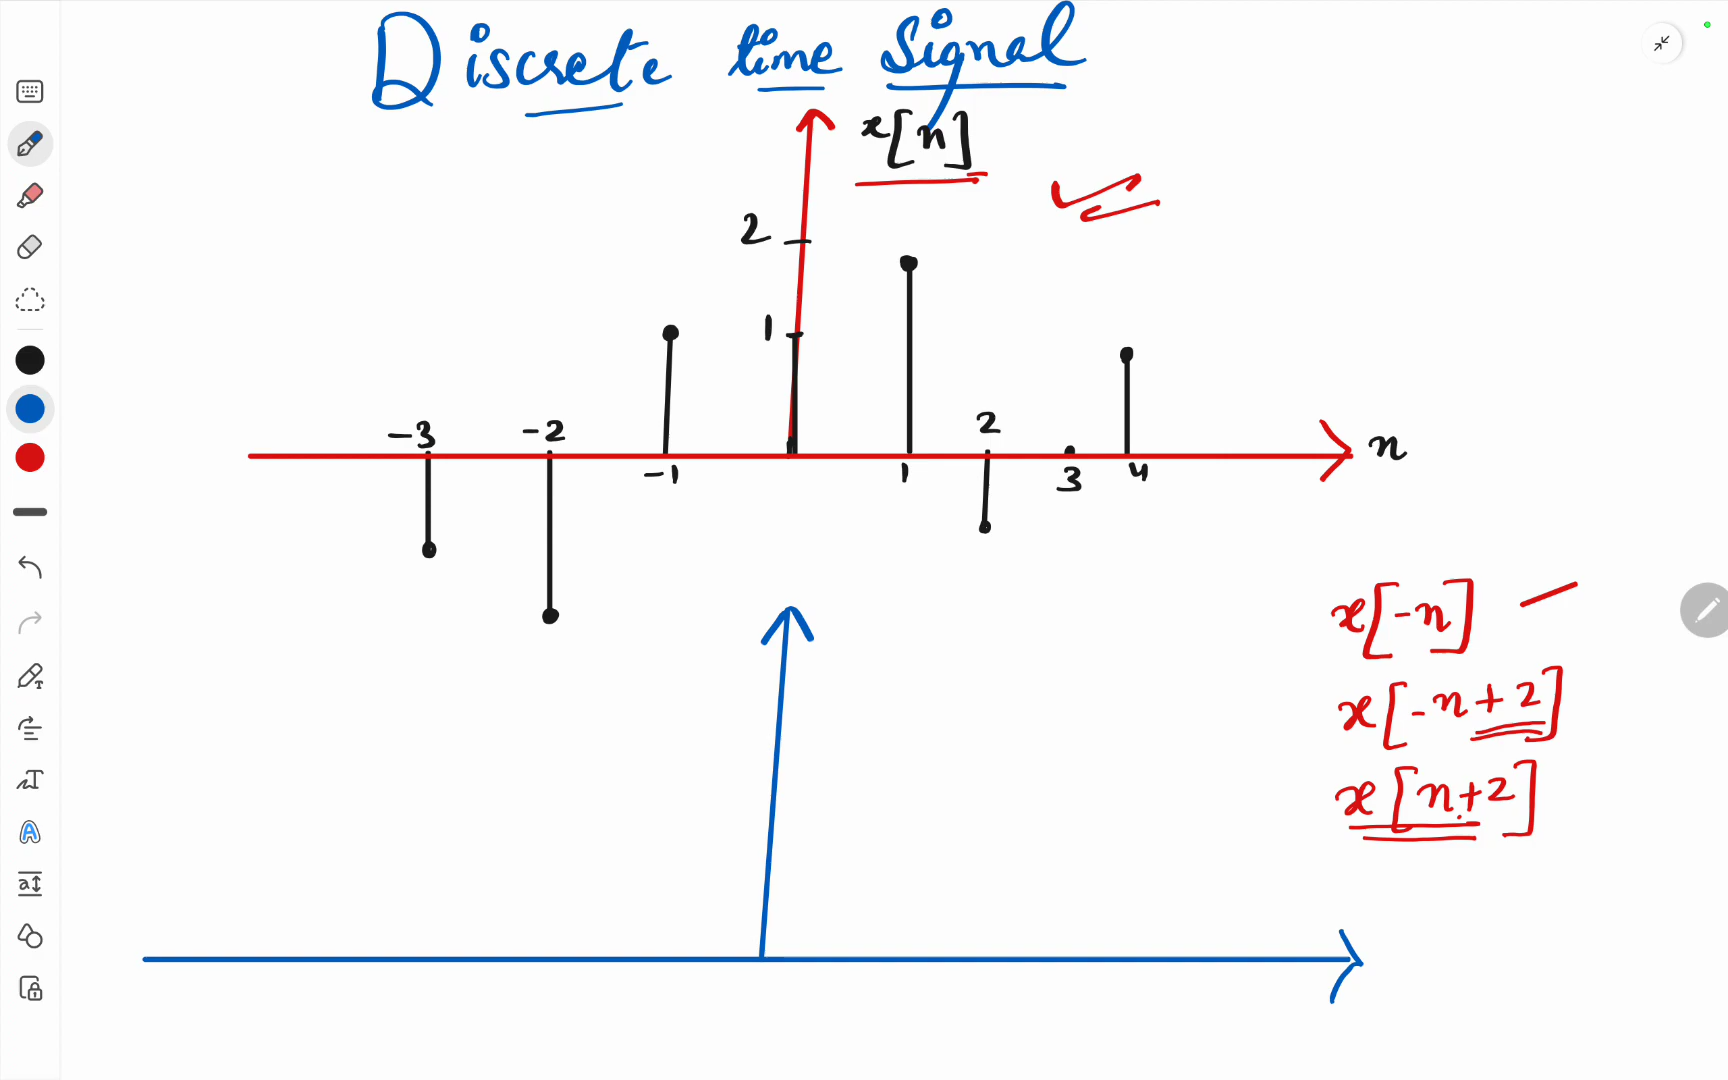 Discrete time Signal
x[n]
2
1
-3 -2 2
n
-1 1 3 4
x[-n]
x[-n+2]
x[n+2]